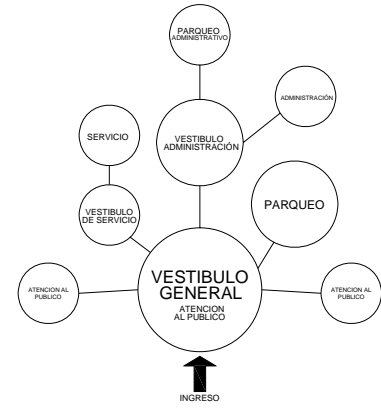 PARQUEO
ADMINISTRATIVO
ADMINISTRACIÓN
SERVICIO
VESTIBULO
ADMINISTRACIÓN
VESTIBULO
DE SERVICIO
PARQUEO
ATENCION AL
PUBLICO
VESTIBULO
GENERAL
ATENCION
AL PUBLICO
ATENCION AL
PUBLICO
INGRESO